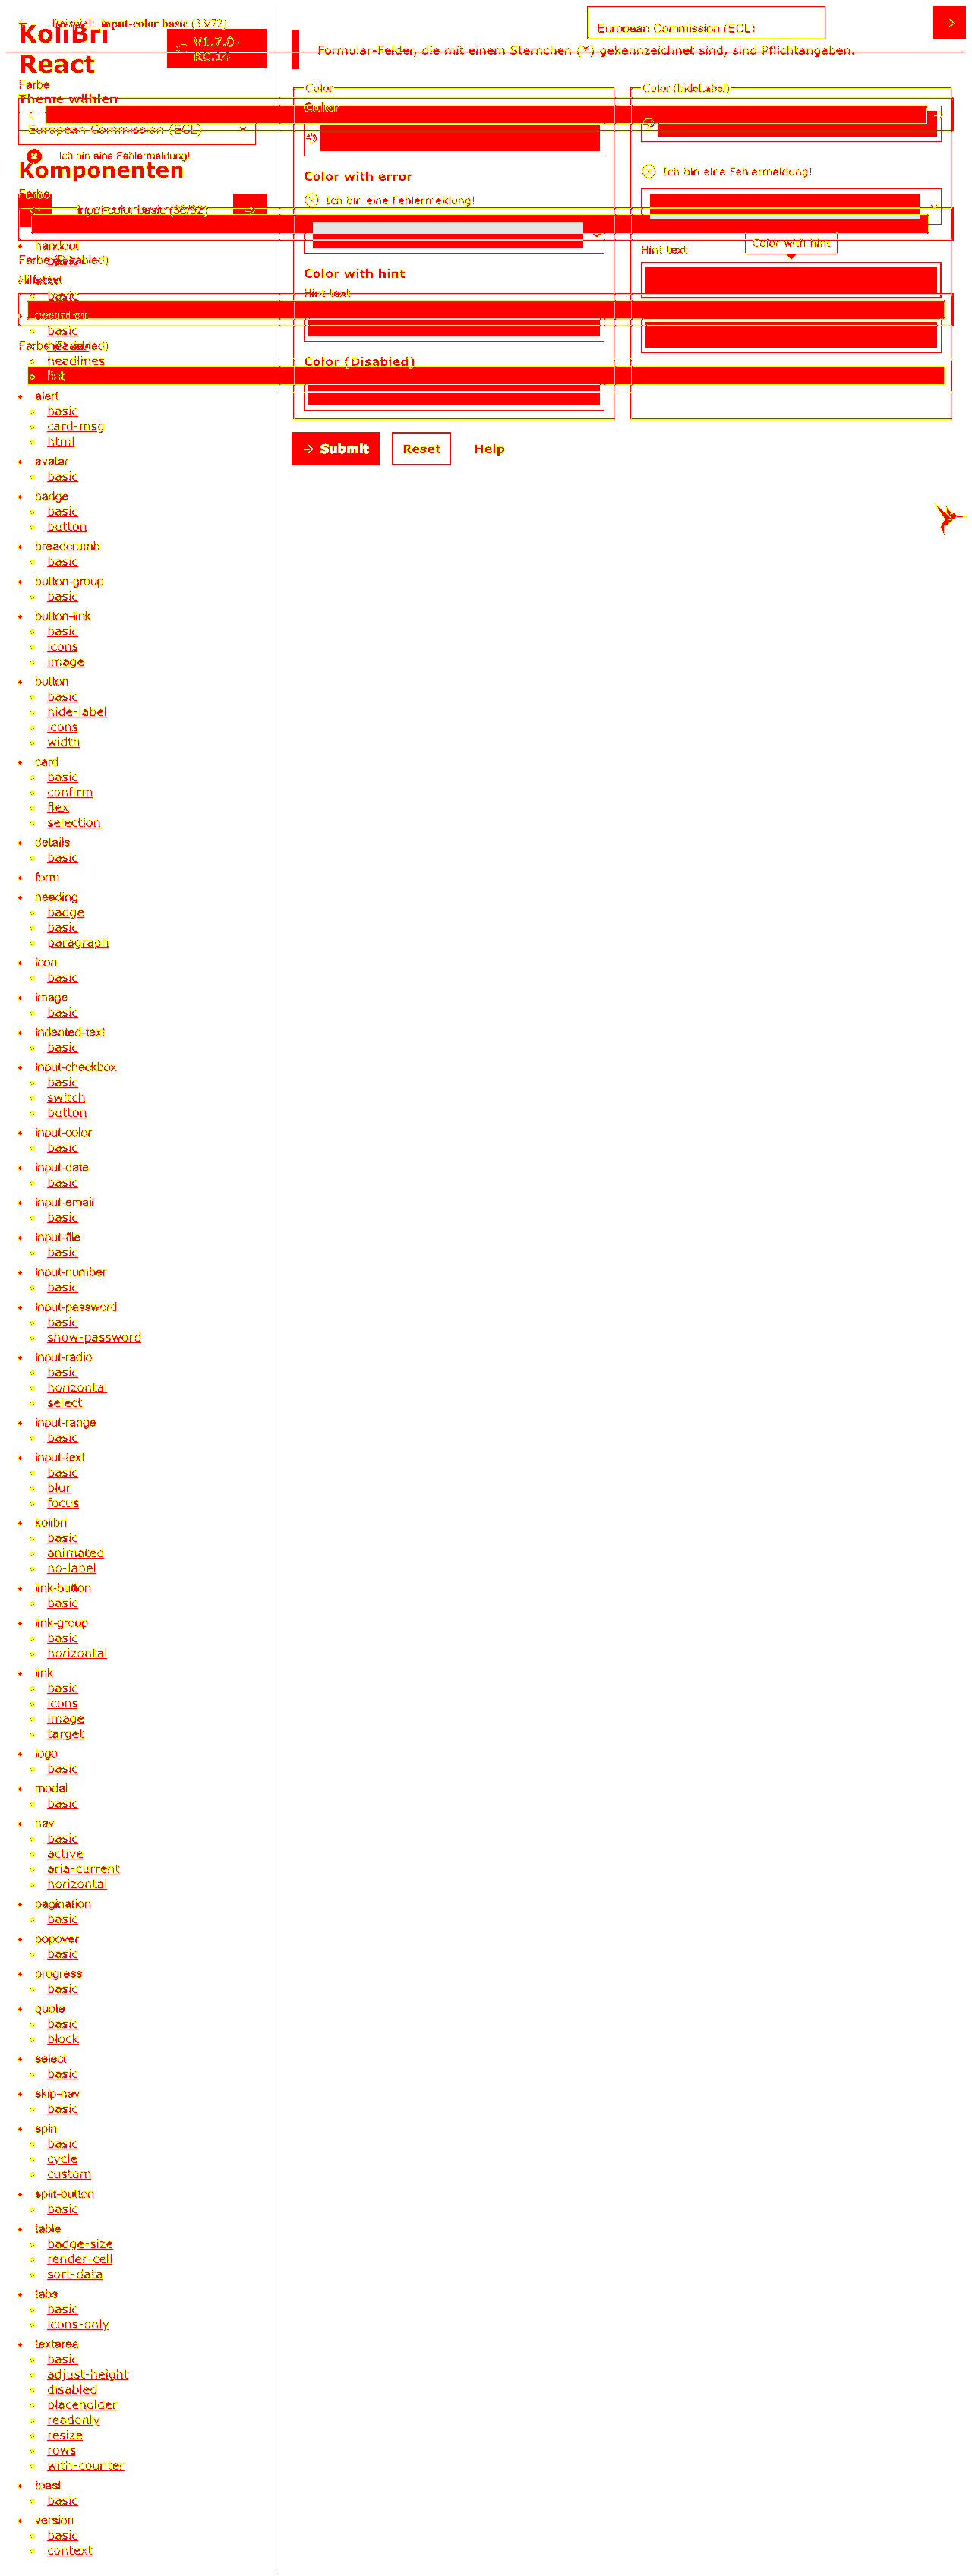 ← Beispiel: input-color basic (33/72)
European Commission (ECL)
→
KoliBri
React
V1.7.0-
RC.14
Formular-Felder, die mit einem Sternchen (*) gekennzeichnet sind, sind Pflichtangaben.
Farbe
Theme wählen
European Commission (ECL)
Ich bin eine Fehlermeldung!
Komponenten
Farbe
←
→
Farbe (Disabled)
Hilfetext
Farbe (Disabled)
Color
Color
Color with error
Ich bin eine Fehlermeldung!
Color with hint
Hint text
Color (Disabled)
Color (hideLabel)
Ich bin eine Fehlermeldung!
Hint text
Color with hint
→ Submit
Reset
Help
handout
basic
basic
basic
headlines
list
alert
basic
card-msg
html
avatar
basic
badge
basic
button
breadcrumb
basic
button-group
basic
button-link
basic
icons
image
button
basic
hide-label
icons
width
card
basic
confirm
flex
selection
details
basic
form
heading
badge
basic
paragraph
icon
basic
image
basic
indented-text
basic
input-checkbox
basic
switch
button
input-color
basic
input-date
basic
input-email
basic
input-file
basic
input-number
basic
input-password
basic
show-password
input-radio
basic
horizontal
select
input-range
basic
input-text
basic
blur
focus
kolibri
basic
animated
no-label
link-button
basic
link-group
basic
horizontal
link
basic
icons
image
target
logo
basic
modal
basic
nav
basic
active
aria-current
horizontal
pagination
basic
popover
basic
progress
basic
quote
basic
block
select
basic
skip-nav
basic
spin
basic
cycle
custom
split-button
basic
table
badge-size
render-cell
sort-data
tabs
basic
icons-only
textarea
basic
adjust-height
disabled
placeholder
readonly
resize
rows
with-counter
toast
basic
version
basic
context